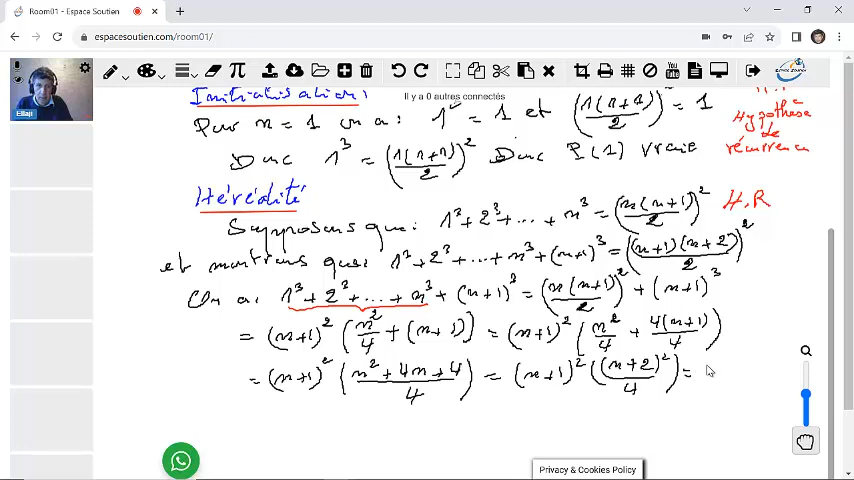 Room01 - Espace Soutien
espacesoutien.com/room01/
ESPACE SOUTIEN
Il y a 0 autres connectés
Ellaji
Initialisation:
Pour n = 1 on a: 1³ = 1 et (1(1+1)/2)² = 1
Donc 1³ = (1(1+1)/2)² Donc P(1) vraie
Hypothèse
de
récurrence
Hérédité
Supposons que: 1³ + 2³ + ... + n³ = (n(n+1)/2)² H.R
et montrons que: 1³ + 2³ + ... + n³ + (n+1)³ = ((n+1)(n+2)/2)²
On a: 1³ + 2³ + ... + n³ + (n+1)³ = (n(n+1)/2)² + (n+1)³
= (n+1)² (n²/4 + (n+1)) = (n+1)² (n²/4 + 4(n+1)/4)
= (n+1)² ((n² + 4n + 4)/4) = (n+1)² ((n+2)²/4) =
Privacy & Cookies Policy